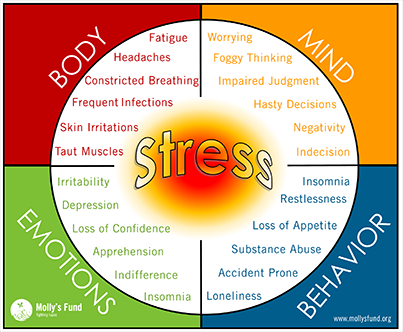 BODY
Fatigue
Headaches
Constricted Breathing
Frequent Infections
Skin Irritations
Taut Muscles
MIND
Worrying
Foggy Thinking
Impaired Judgment
Hasty Decisions
Negativity
Indecision
Stress
EMOTIONS
Irritability
Depression
Loss of Confidence
Apprehension
Indifference
Insomnia
BEHAVIOR
Insomnia
Restlessness
Loss of Appetite
Substance Abuse
Accident Prone
Loneliness
Molly's Fund
Fighting Lupus
www.mollysfund.org